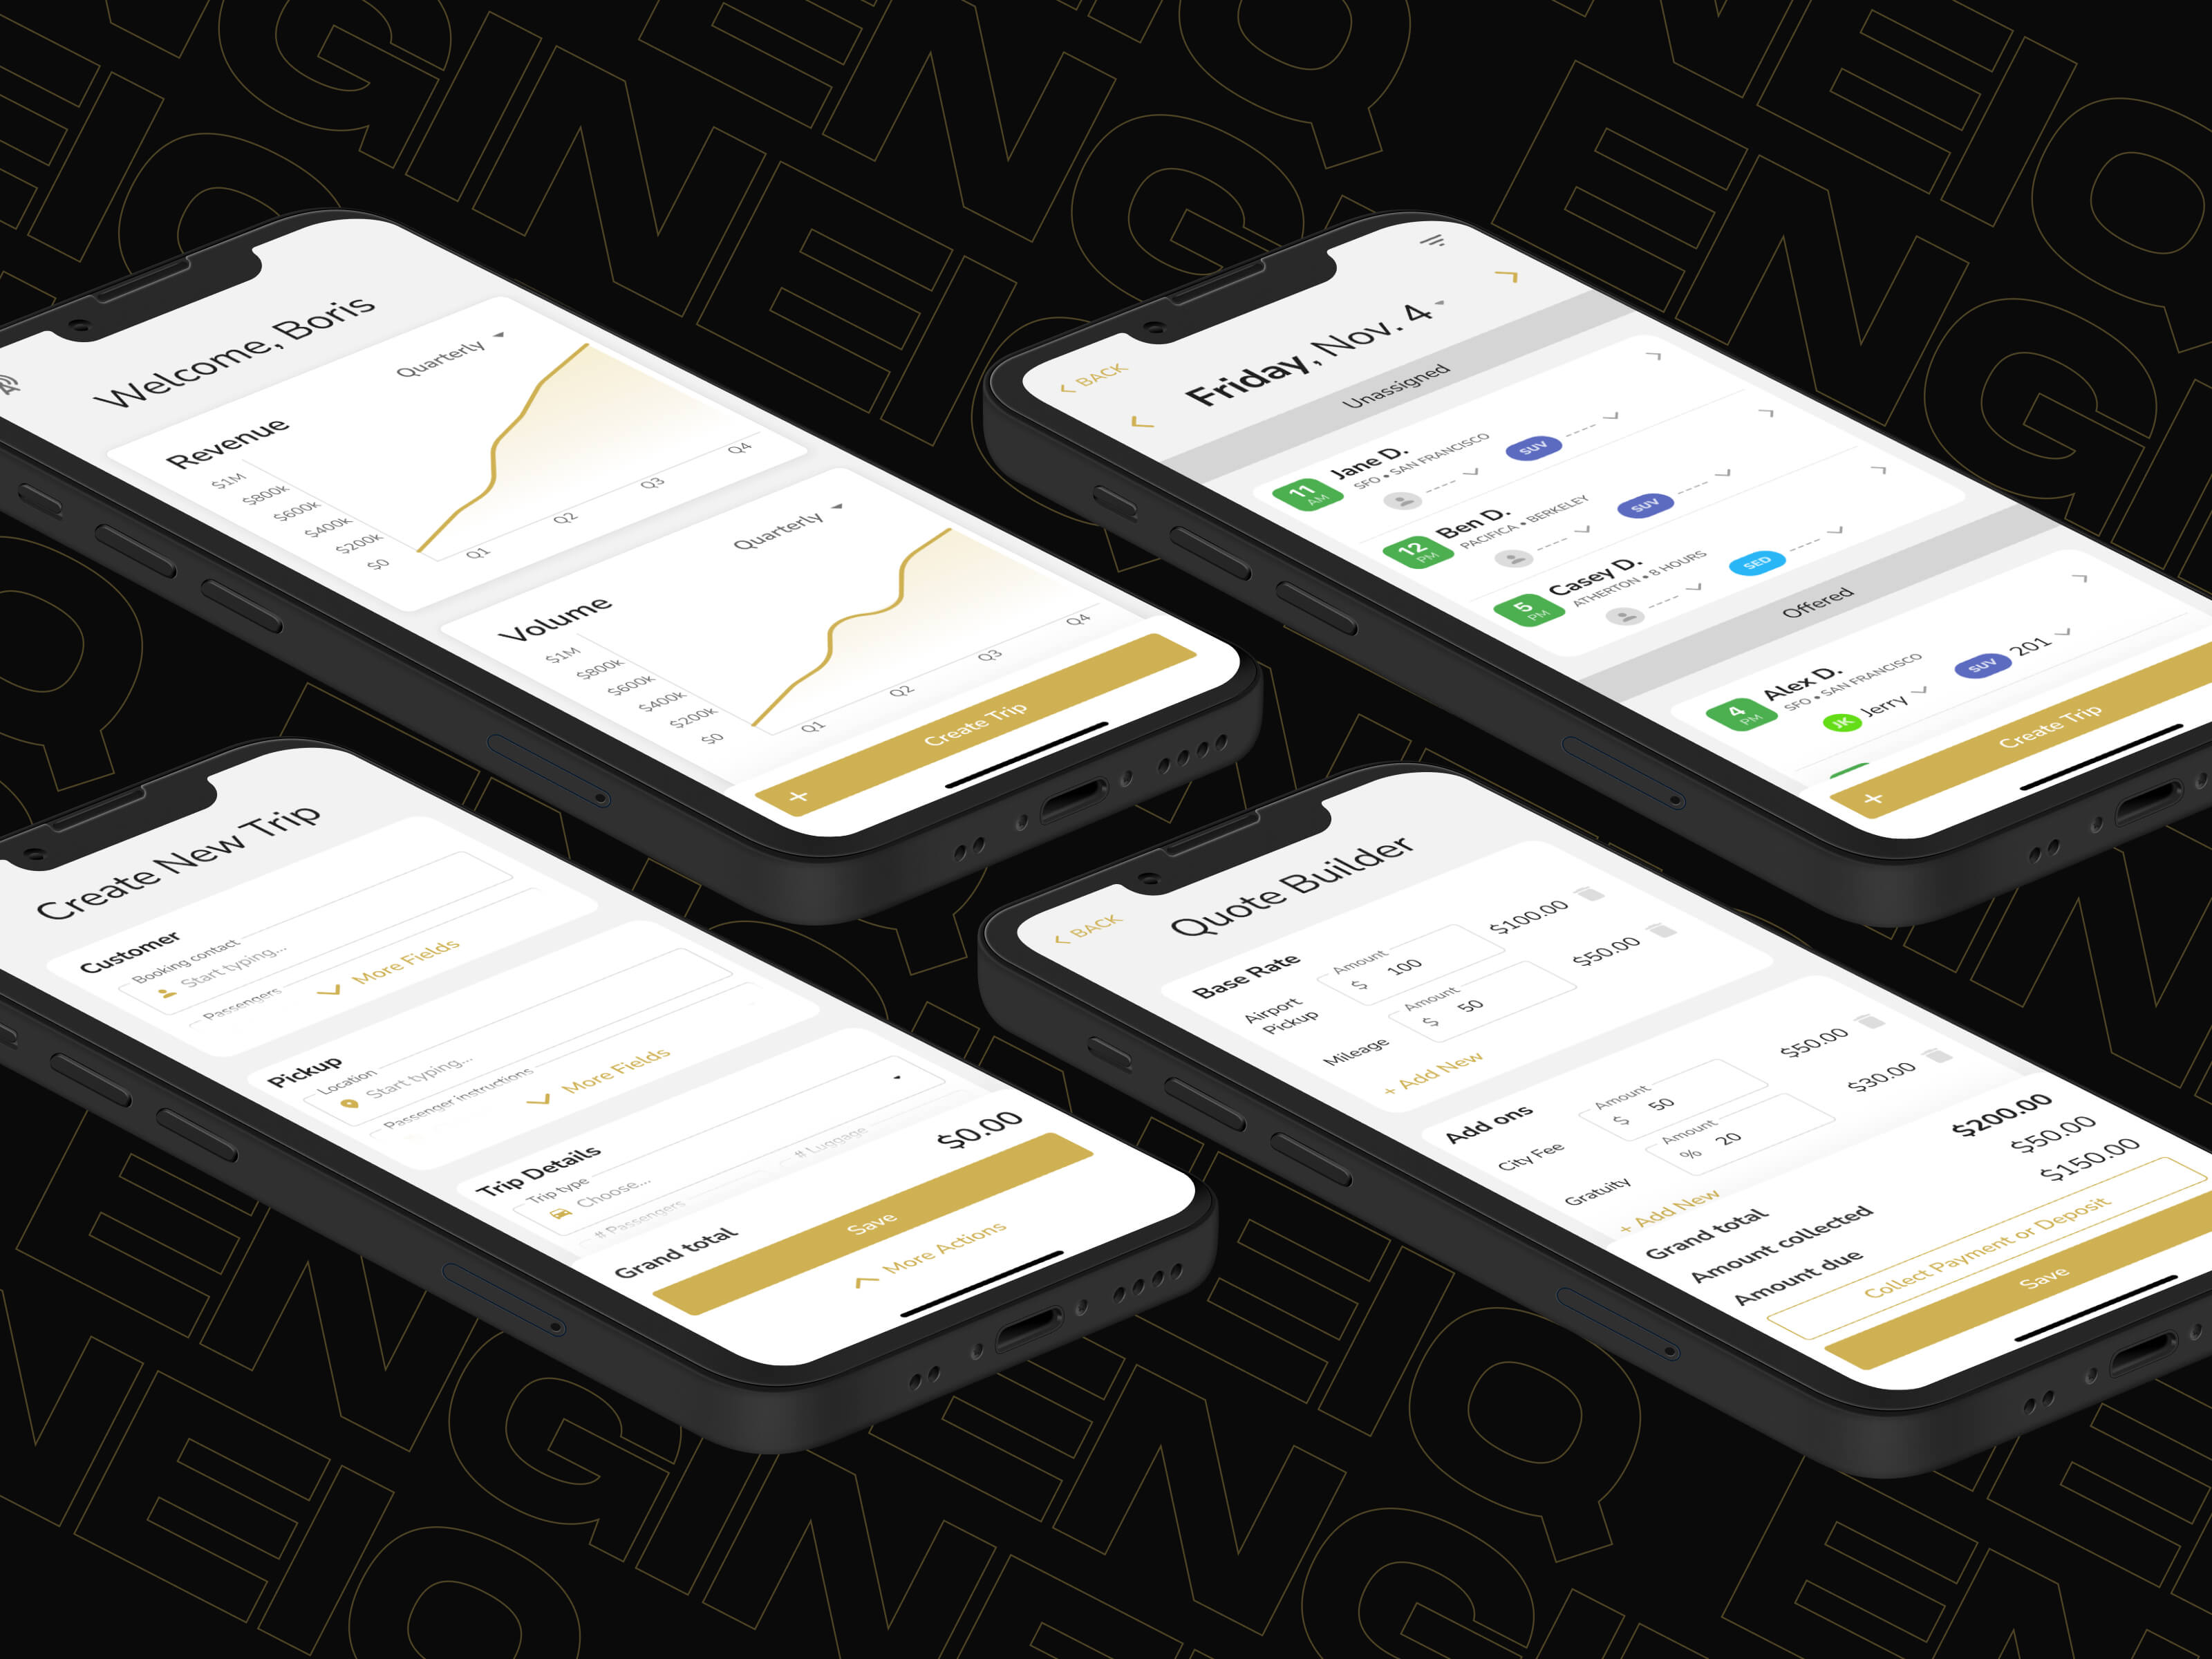 ENGINEIQ
Welcome, Boris
Revenue
Quarterly
$1M
$800k
$600k
$400k
$200k
$0
Q1
Q2
Q3
Q4
Volume
Quarterly
$1M
$800k
$600k
$400k
$200k
$0
Q1
Q2
Q3
Q4
+ Create Trip
BACK
Friday, Nov. 4
Unassigned
11 AM
Jane D.
SFO • SAN FRANCISCO
---- SUV ----
12 PM
Ben D.
PACIFICA • BERKELEY
---- SUV ----
5 PM
Casey D.
ATHERTON • 8 HOURS
---- SED ----
Offered
4 PM
Alex D.
SFO • SAN FRANCISCO
JK Jerry SUV 201
+ Create Trip
Create New Trip
Customer
Booking contact
Start typing...
Passengers
More Fields
Pickup
Location
Start typing...
Passenger instructions
More Fields
Trip Details
Trip type
Choose...
# Passengers
# Luggage
Grand total $0.00
Save
More Actions
BACK
Quote Builder
Base Rate
Airport Pickup
Amount
$ 100
$100.00
Mileage
Amount
$ 50
$50.00
+ Add New
Add ons
City Fee
Amount
$ 50
$50.00
Gratuity
Amount
% 20
$30.00
+ Add New
Grand total $200.00
Amount collected $50.00
Amount due $150.00
Collect Payment or Deposit
Save